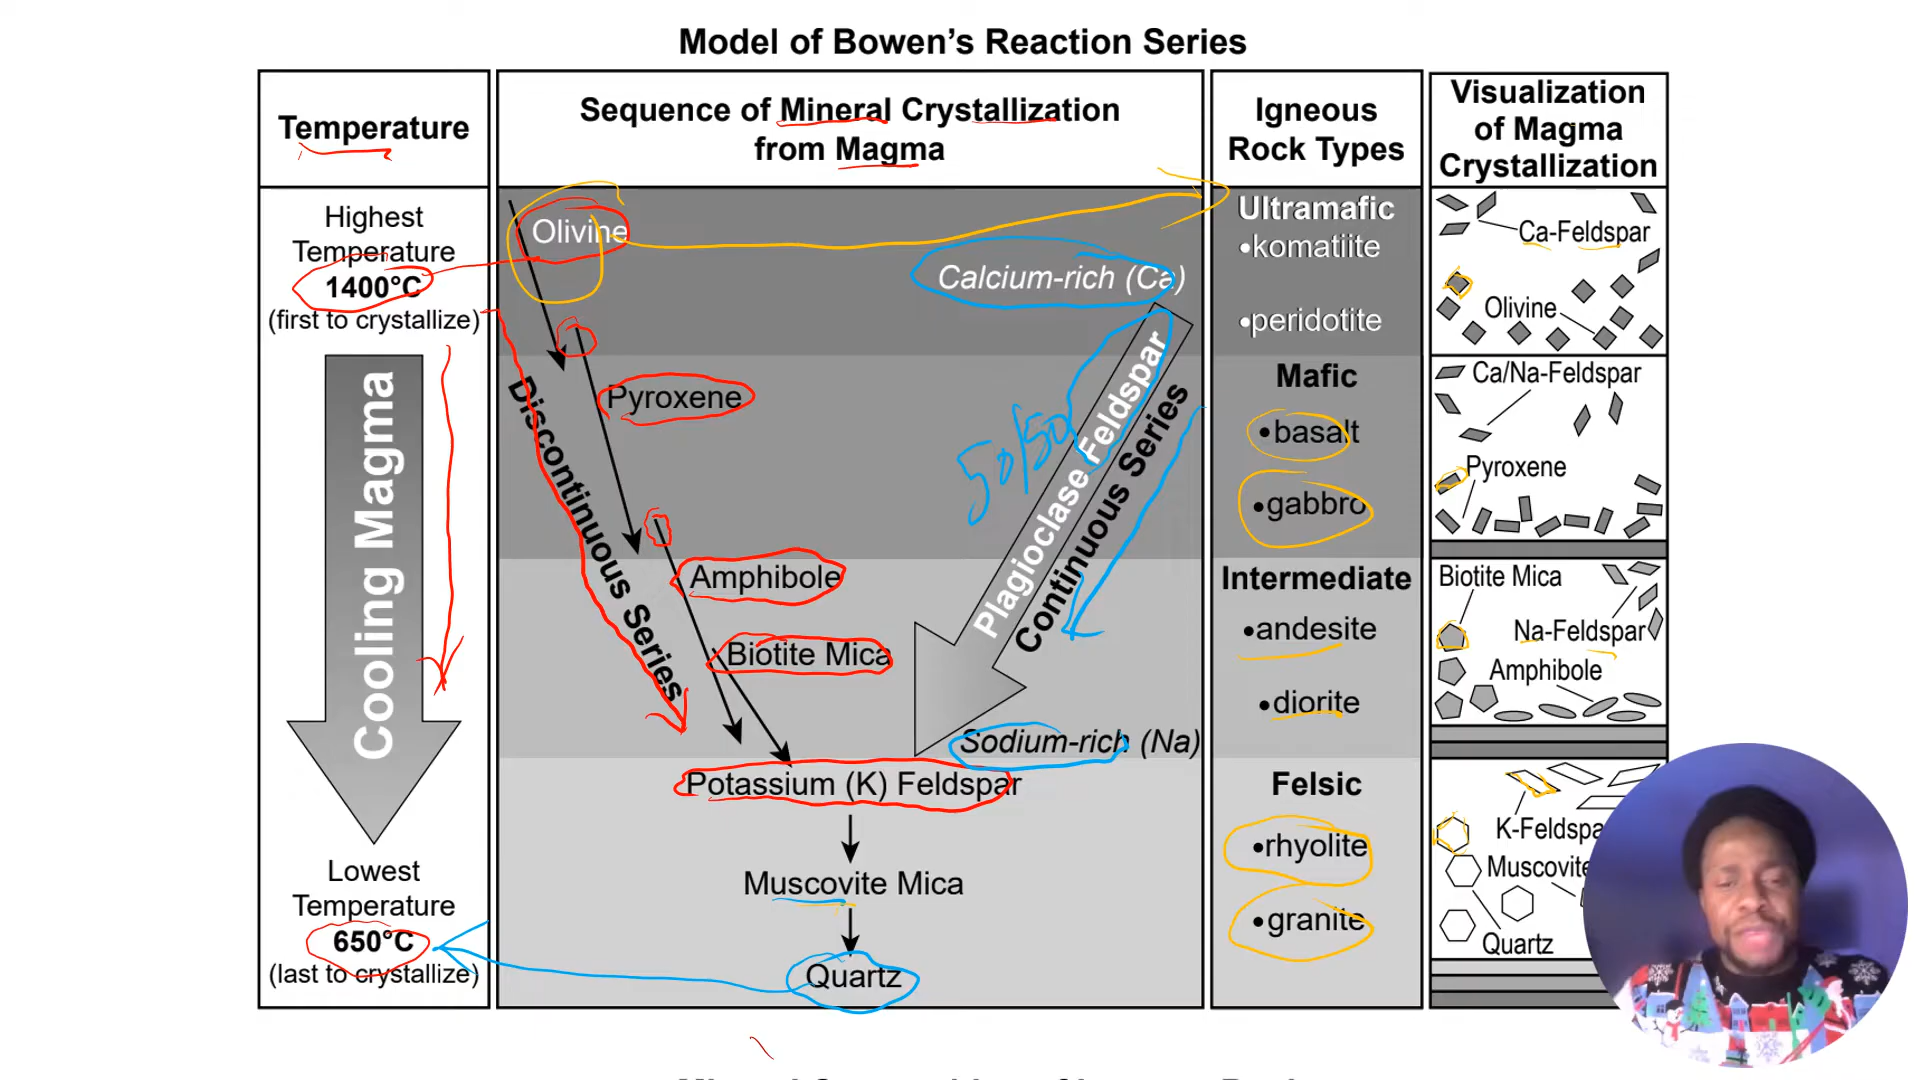 Model of Bowen's Reaction Series
Temperature
Sequence of Mineral Crystallization
from Magma
Igneous
Rock Types
Visualization
of Magma
Crystallization
Highest
Temperature
1400°C
(first to crystallize)
Cooling Magma
Lowest
Temperature
650°C
(last to crystallize)
Olivine
Pyroxene
Amphibole
Biotite Mica
Discontinuous Series
Calcium-rich (Ca)
50/50
Plagioclase Feldspar
Continuous Series
Sodium-rich (Na)
Potassium (K) Feldspar
Muscovite Mica
Quartz
Ultramafic
•komatiite
•peridotite
Mafic
•basalt
•gabbro
Intermediate
•andesite
•diorite
Felsic
•rhyolite
•granite
Ca-Feldspar
Olivine
Ca/Na-Feldspar
Pyroxene
Biotite Mica
Na-Feldspar
Amphibole
K-Feldspa
Muscovite
Quartz